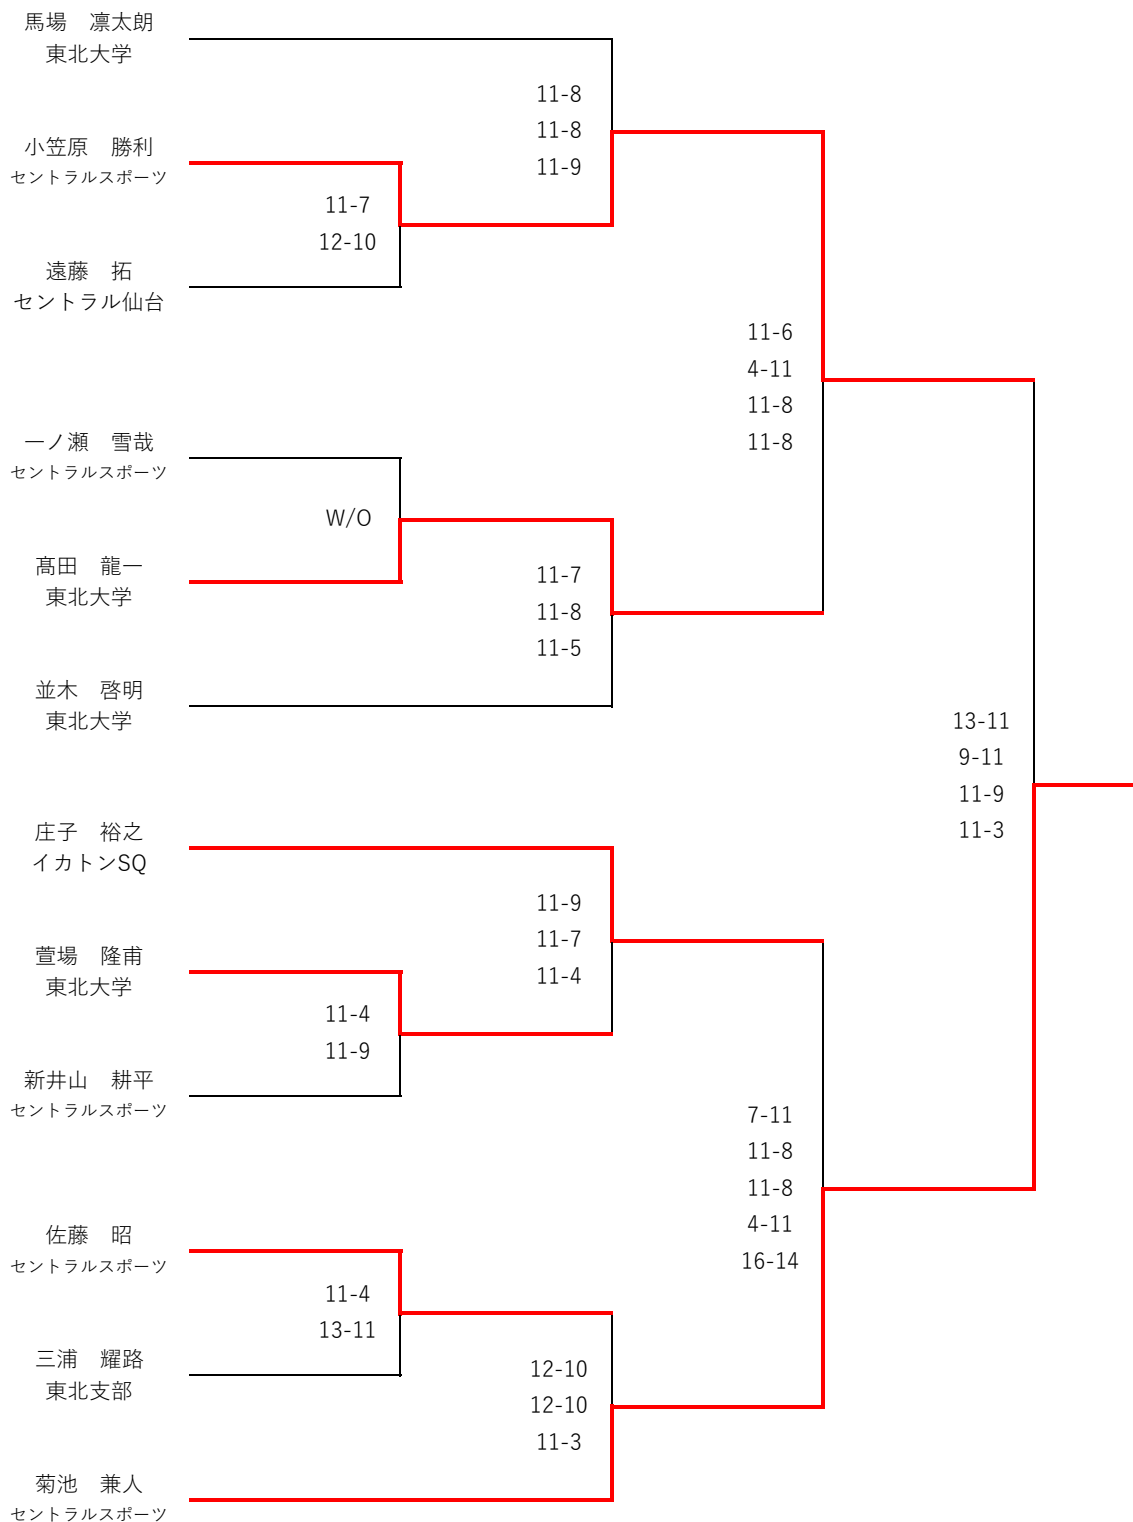 馬場　凛太朗
東北大学
11-8
11-8
11-9
小笠原　勝利
セントラルスポーツ
11-7
12-10
遠藤　拓
セントラル仙台
11-6
4-11
11-8
11-8
一ノ瀬　雪哉
セントラルスポーツ
W/O
髙田　龍一
東北大学
11-7
11-8
11-5
並木　啓明
東北大学
13-11
9-11
11-9
11-3
庄子　裕之
イカトンSQ
11-9
11-7
11-4
萱場　隆甫
東北大学
11-4
11-9
新井山　耕平
セントラルスポーツ
7-11
11-8
11-8
4-11
16-14
佐藤　昭
セントラルスポーツ
11-4
13-11
三浦　耀路
東北支部
12-10
12-10
11-3
菊池　兼人
セントラルスポーツ